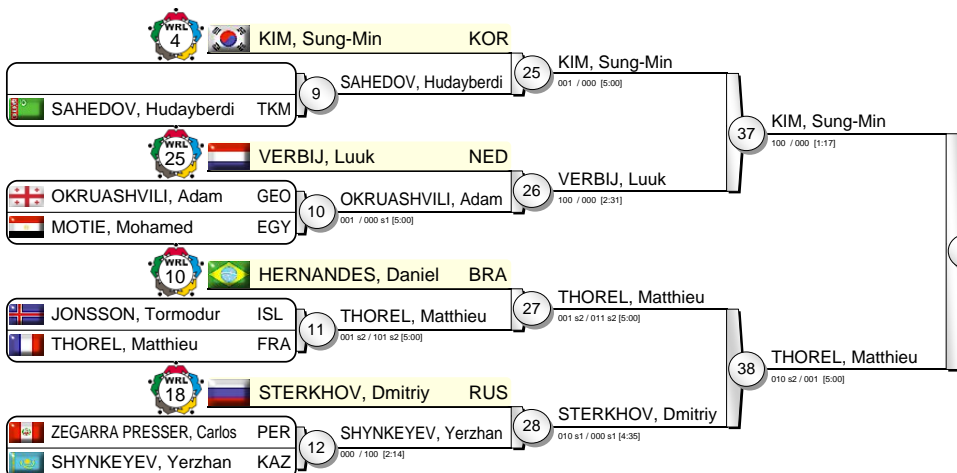 WRL
4
KIM, Sung-Min KOR
9
SAHEDOV, Hudayberdi TKM
SAHEDOV, Hudayberdi
25
KIM, Sung-Min
001 / 000 [5:00]
WRL
25
VERBIJ, Luuk NED
OKRUASHVILI, Adam GEO
MOTIE, Mohamed EGY
10
OKRUASHVILI, Adam
001 / 000 s1 [5:00]
26
VERBIJ, Luuk
100 / 000 [2:31]
37
KIM, Sung-Min
100 / 000 [1:17]
WRL
10
HERNANDES, Daniel BRA
JONSSON, Tormodur ISL
THOREL, Matthieu FRA
11
THOREL, Matthieu
001 s2 / 101 s2 [5:00]
27
THOREL, Matthieu
001 s2 / 011 s2 [5:00]
WRL
18
STERKHOV, Dmitriy RUS
ZEGARRA PRESSER, Carlos PER
SHYNKEYEV, Yerzhan KAZ
12
SHYNKEYEV, Yerzhan
000 / 100 [2:14]
28
STERKHOV, Dmitriy
010 s1 / 000 s1 [4:35]
38
THOREL, Matthieu
010 s2 / 001 [5:00]